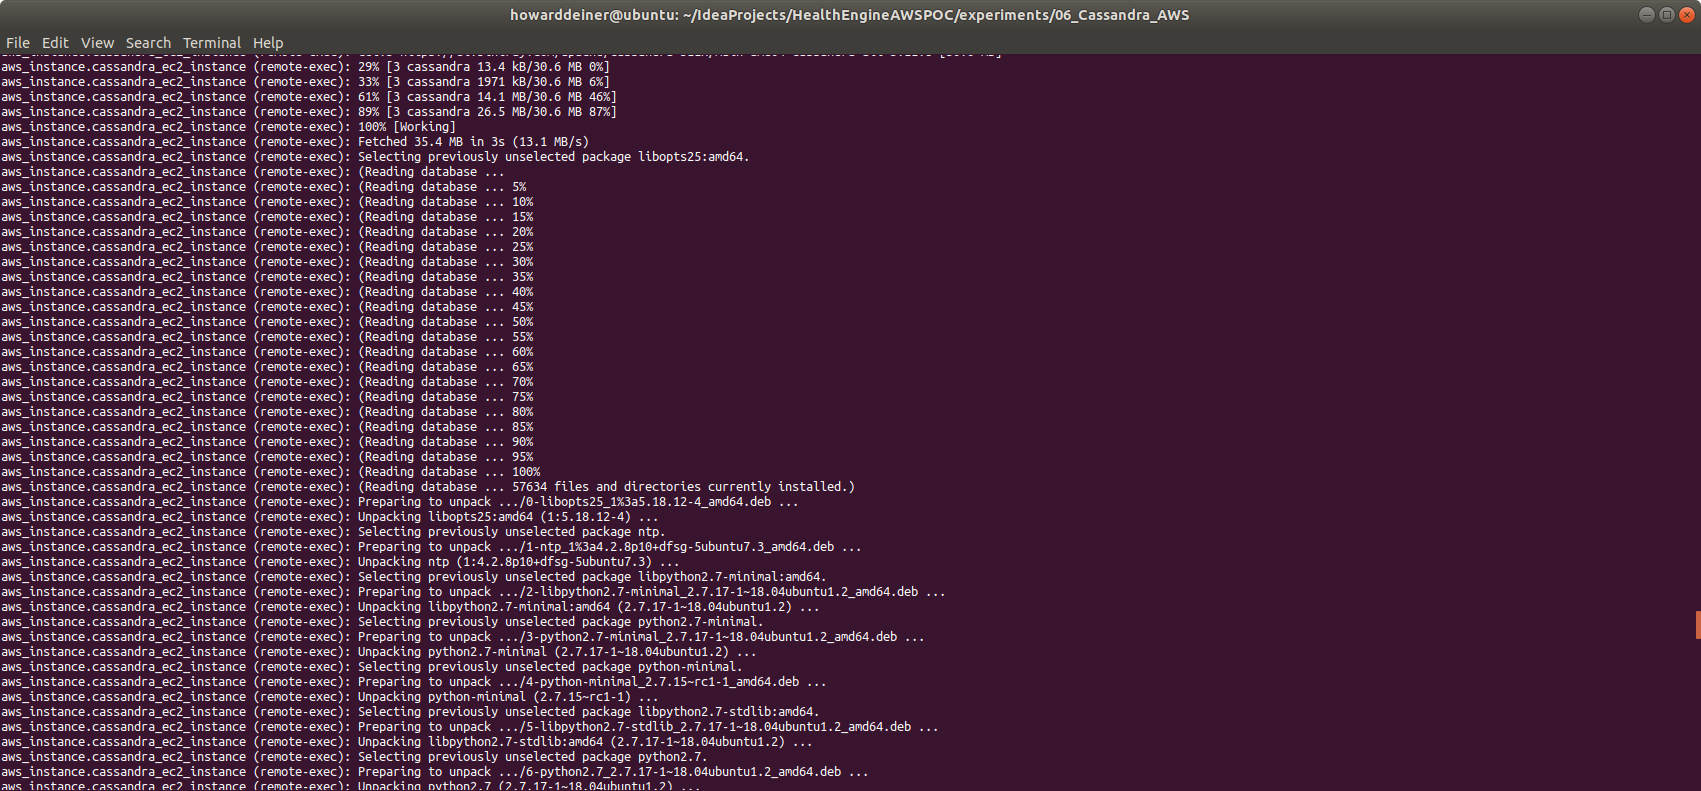 howarddeiner@ubuntu: ~/IdeaProjects/HealthEngineAWSPOC/experiments/06_Cassandra_AWS
File Edit View Search Terminal Help
aws_instance.cassandra_ec2_instance (remote-exec): 29% [3 cassandra 13.4 kB/30.6 MB 0%]
aws_instance.cassandra_ec2_instance (remote-exec): 33% [3 cassandra 1971 kB/30.6 MB 6%]
aws_instance.cassandra_ec2_instance (remote-exec): 61% [3 cassandra 14.1 MB/30.6 MB 46%]
aws_instance.cassandra_ec2_instance (remote-exec): 89% [3 cassandra 26.5 MB/30.6 MB 87%]
aws_instance.cassandra_ec2_instance (remote-exec): 100% [Working]
aws_instance.cassandra_ec2_instance (remote-exec): Fetched 35.4 MB in 3s (13.1 MB/s)
aws_instance.cassandra_ec2_instance (remote-exec): Selecting previously unselected package libopts25:amd64.
aws_instance.cassandra_ec2_instance (remote-exec): (Reading database ...
aws_instance.cassandra_ec2_instance (remote-exec): (Reading database ... 5%
aws_instance.cassandra_ec2_instance (remote-exec): (Reading database ... 10%
aws_instance.cassandra_ec2_instance (remote-exec): (Reading database ... 15%
aws_instance.cassandra_ec2_instance (remote-exec): (Reading database ... 20%
aws_instance.cassandra_ec2_instance (remote-exec): (Reading database ... 25%
aws_instance.cassandra_ec2_instance (remote-exec): (Reading database ... 30%
aws_instance.cassandra_ec2_instance (remote-exec): (Reading database ... 35%
aws_instance.cassandra_ec2_instance (remote-exec): (Reading database ... 40%
aws_instance.cassandra_ec2_instance (remote-exec): (Reading database ... 45%
aws_instance.cassandra_ec2_instance (remote-exec): (Reading database ... 50%
aws_instance.cassandra_ec2_instance (remote-exec): (Reading database ... 55%
aws_instance.cassandra_ec2_instance (remote-exec): (Reading database ... 60%
aws_instance.cassandra_ec2_instance (remote-exec): (Reading database ... 65%
aws_instance.cassandra_ec2_instance (remote-exec): (Reading database ... 70%
aws_instance.cassandra_ec2_instance (remote-exec): (Reading database ... 75%
aws_instance.cassandra_ec2_instance (remote-exec): (Reading database ... 80%
aws_instance.cassandra_ec2_instance (remote-exec): (Reading database ... 85%
aws_instance.cassandra_ec2_instance (remote-exec): (Reading database ... 90%
aws_instance.cassandra_ec2_instance (remote-exec): (Reading database ... 95%
aws_instance.cassandra_ec2_instance (remote-exec): (Reading database ... 100%
aws_instance.cassandra_ec2_instance (remote-exec): (Reading database ... 57634 files and directories currently installed.)
aws_instance.cassandra_ec2_instance (remote-exec): Preparing to unpack .../0-libopts25_1%3a5.18.12-4_amd64.deb ...
aws_instance.cassandra_ec2_instance (remote-exec): Unpacking libopts25:amd64 (1:5.18.12-4) ...
aws_instance.cassandra_ec2_instance (remote-exec): Selecting previously unselected package ntp.
aws_instance.cassandra_ec2_instance (remote-exec): Preparing to unpack .../1-ntp_1%3a4.2.8p10+dfsg-5ubuntu7.3_amd64.deb ...
aws_instance.cassandra_ec2_instance (remote-exec): Unpacking ntp (1:4.2.8p10+dfsg-5ubuntu7.3) ...
aws_instance.cassandra_ec2_instance (remote-exec): Selecting previously unselected package libpython2.7-minimal:amd64.
aws_instance.cassandra_ec2_instance (remote-exec): Preparing to unpack .../2-libpython2.7-minimal_2.7.17-1~18.04ubuntu1.2_amd64.deb ...
aws_instance.cassandra_ec2_instance (remote-exec): Unpacking libpython2.7-minimal:amd64 (2.7.17-1~18.04ubuntu1.2) ...
aws_instance.cassandra_ec2_instance (remote-exec): Selecting previously unselected package python2.7-minimal.
aws_instance.cassandra_ec2_instance (remote-exec): Preparing to unpack .../3-python2.7-minimal_2.7.17-1~18.04ubuntu1.2_amd64.deb ...
aws_instance.cassandra_ec2_instance (remote-exec): Unpacking python2.7-minimal (2.7.17-1~18.04ubuntu1.2) ...
aws_instance.cassandra_ec2_instance (remote-exec): Selecting previously unselected package python-minimal.
aws_instance.cassandra_ec2_instance (remote-exec): Preparing to unpack .../4-python-minimal_2.7.15~rc1-1_amd64.deb ...
aws_instance.cassandra_ec2_instance (remote-exec): Unpacking python-minimal (2.7.15~rc1-1) ...
aws_instance.cassandra_ec2_instance (remote-exec): Selecting previously unselected package libpython2.7-stdlib:amd64.
aws_instance.cassandra_ec2_instance (remote-exec): Preparing to unpack .../5-libpython2.7-stdlib_2.7.17-1~18.04ubuntu1.2_amd64.deb ...
aws_instance.cassandra_ec2_instance (remote-exec): Unpacking libpython2.7-stdlib:amd64 (2.7.17-1~18.04ubuntu1.2) ...
aws_instance.cassandra_ec2_instance (remote-exec): Selecting previously unselected package python2.7.
aws_instance.cassandra_ec2_instance (remote-exec): Preparing to unpack .../6-python2.7_2.7.17-1~18.04ubuntu1.2_amd64.deb ...
aws_instance.cassandra_ec2_instance (remote-exec): Unpacking python2.7 (2.7.17-1~18.04ubuntu1.2) ...